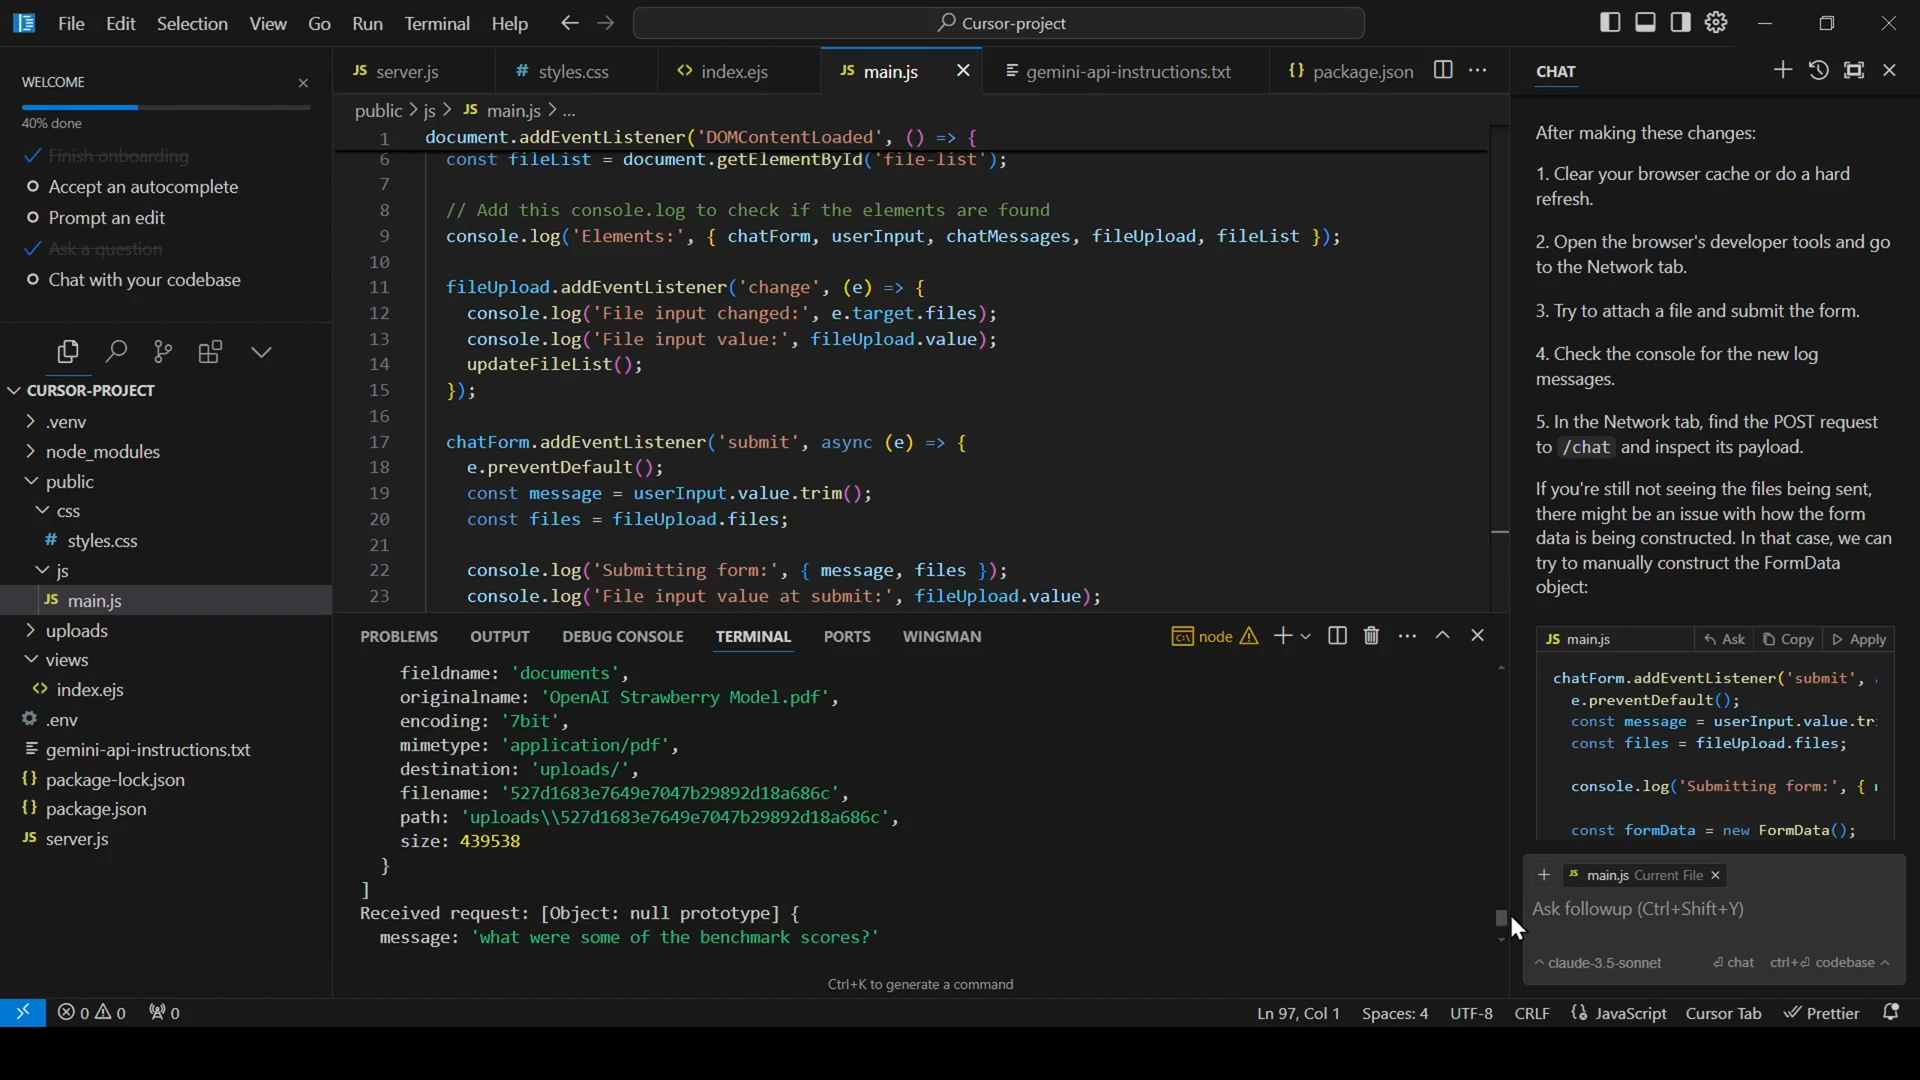 File Edit Selection View Go Run Terminal Help Cursor-project
WELCOME
40% done
Finish onboarding
Accept an autocomplete
Prompt an edit
Ask a question
Chat with your codebase
CURSOR-PROJECT
.venv
node_modules
public
css
# styles.css
js
JS main.js
uploads
views
<> index.ejs
.env
gemini-api-instructions.txt
{} package-lock.json
{} package.json
JS server.js
JS server.js # styles.css <> index.ejs JS main.js gemini-api-instructions.txt {} package.json
public > js > JS main.js > ...
1 document.addEventListener('DOMContentLoaded', () => {
6 const fileList = document.getElementById('file-list');
7
8 // Add this console.log to check if the elements are found
9 console.log('Elements:', { chatForm, userInput, chatMessages, fileUpload, fileList });
10
11 fileUpload.addEventListener('change', (e) => {
12 console.log('File input changed:', e.target.files);
13 console.log('File input value:', fileUpload.value);
14 updateFileList();
15 });
16
17 chatForm.addEventListener('submit', async (e) => {
18 e.preventDefault();
19 const message = userInput.value.trim();
20 const files = fileUpload.files;
21
22 console.log('Submitting form:', { message, files });
23 console.log('File input value at submit:', fileUpload.value);
PROBLEMS OUTPUT DEBUG CONSOLE TERMINAL PORTS WINGMAN node
fieldname: 'documents',
originalname: 'OpenAI Strawberry Model.pdf',
encoding: '7bit',
mimetype: 'application/pdf',
destination: 'uploads/',
filename: '527d1683e7649e7047b29892d18a686c',
path: 'uploads\\527d1683e7649e7047b29892d18a686c',
size: 439538
}
]
Received request: [Object: null prototype] {
message: 'what were some of the benchmark scores?'
Ctrl+K to generate a command
CHAT
After making these changes:
1. Clear your browser cache or do a hard
refresh.
2. Open the browser's developer tools and go
to the Network tab.
3. Try to attach a file and submit the form.
4. Check the console for the new log
messages.
5. In the Network tab, find the POST request
to /chat and inspect its payload.
If you're still not seeing the files being sent,
there might be an issue with how the form
data is being constructed. In that case, we can
try to manually construct the FormData
object:
JS main.js Ask Copy Apply
chatForm.addEventListener('submit',
e.preventDefault();
const message = userInput.value.tr
const files = fileUpload.files;
console.log('Submitting form:', {
const formData = new FormData();
+ JS main.js Current File
Ask followup (Ctrl+Shift+Y)
claude-3.5-sonnet chat ctrl+⏎ codebase
0 0 0 Ln 97, Col 1 Spaces: 4 UTF-8 CRLF JavaScript Cursor Tab Prettier